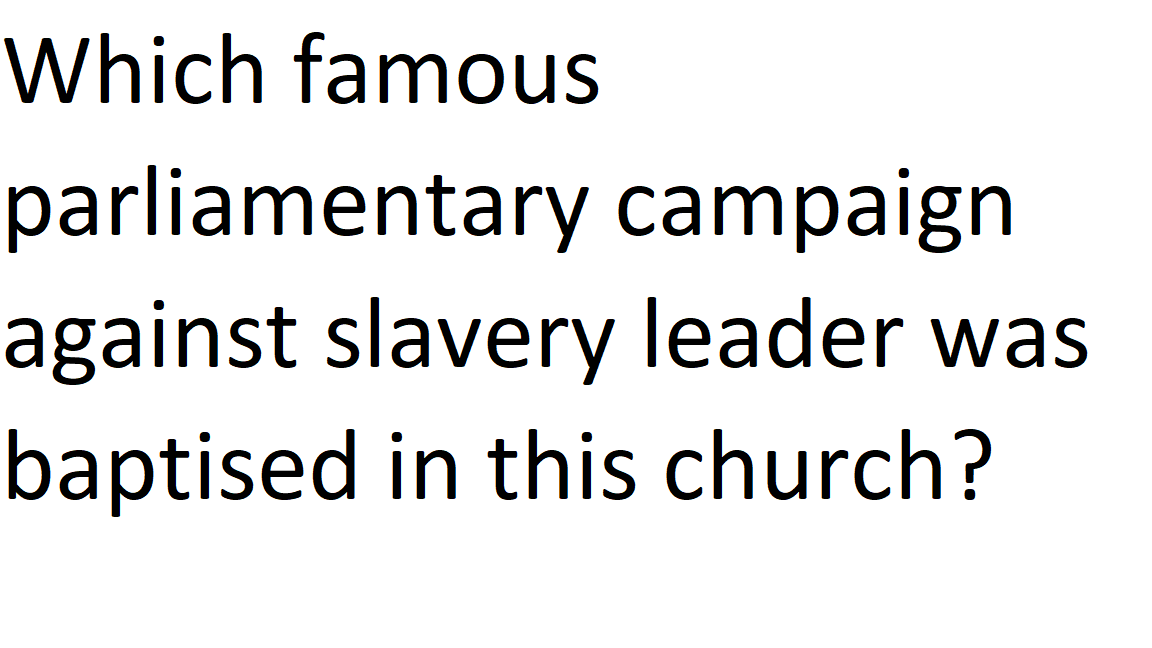 Which famous
parliamentary campaign
against slavery leader was
baptised in this church?